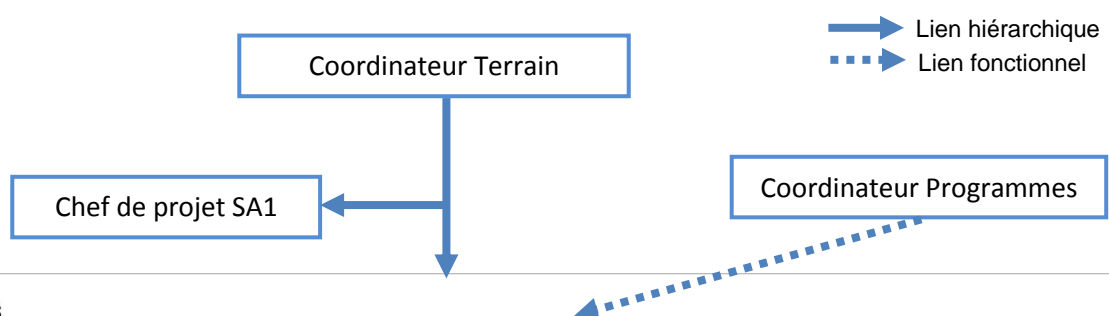 Lien hiérarchique
Coordinateur Terrain
Lien fonctionnel
Coordinateur Programmes
Chef de projet SA1